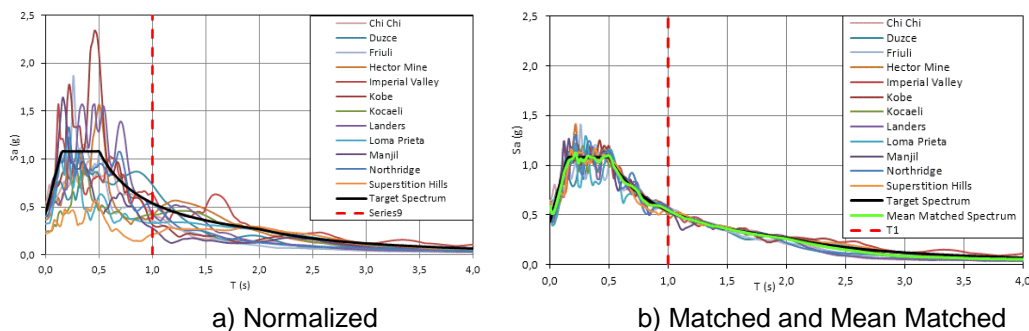 2,5
2,0
1,5
1,0
0,5
0,0
Sa (g)
0,0 0,5 1,0 1,5 2,0 2,5 3,0 3,5 4,0
T (s)
Chi Chi
Duzce
Friuli
Hector Mine
Imperial Valley
Kobe
Kocaeli
Landers
Loma Prieta
Manjil
Northridge
Superstition Hills
Target Spectrum
Series9
a) Normalized
2,5
2,0
1,5
1,0
0,5
0,0
Sa (g)
0,0 0,5 1,0 1,5 2,0 2,5 3,0 3,5 4,0
T (s)
Chi Chi
Duzce
Friuli
Hector Mine
Imperial Valley
Kobe
Kocaeli
Landers
Loma Prieta
Manjil
Northridge
Superstition Hills
Target Spectrum
Mean Matched Spectrum
T1
b) Matched and Mean Matched